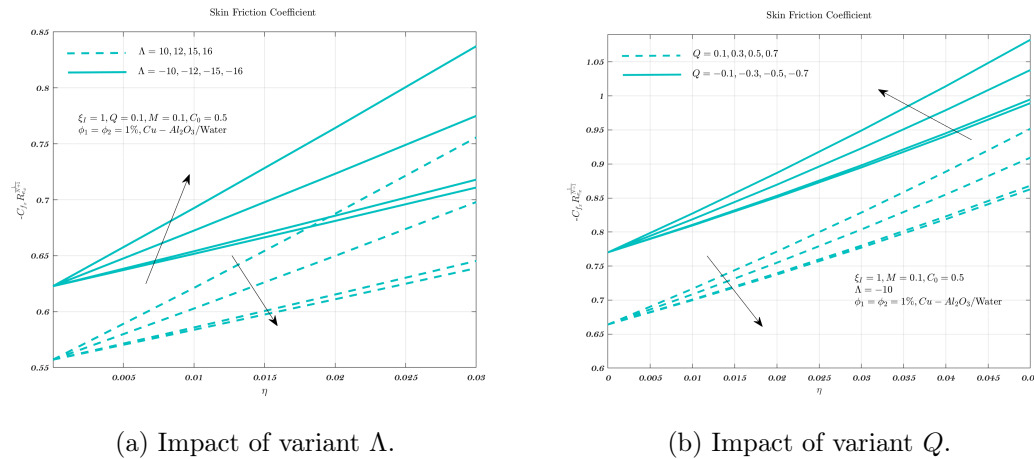 Skin Friction Coefficient
0.85
0.8
0.75
0.7
0.65
0.6
0.55
Λ = 10, 12, 15, 16
Λ = −10, −12, −15, −16
ξ_I = 1, Q = 0.1, M = 0.1, C_0 = 0.5
ϕ_1 = ϕ_2 = 1%, Cu − Al_2O_3/Water
0.005
0.01
0.015
0.02
0.025
0.03
η
(a) Impact of variant Λ.
Skin Friction Coefficient
1.05
1
0.95
0.9
0.85
0.8
0.75
0.7
0.65
0.6
Q = 0.1, 0.3, 0.5, 0.7
Q = −0.1, −0.3, −0.5, −0.7
ξ_I = 1, M = 0.1, C_0 = 0.5
Λ = −10
ϕ_1 = ϕ_2 = 1%, Cu − Al_2O_3/Water
0
0.005
0.01
0.015
0.02
0.025
0.03
0.035
0.04
0.045
0.05
η
(b) Impact of variant Q.